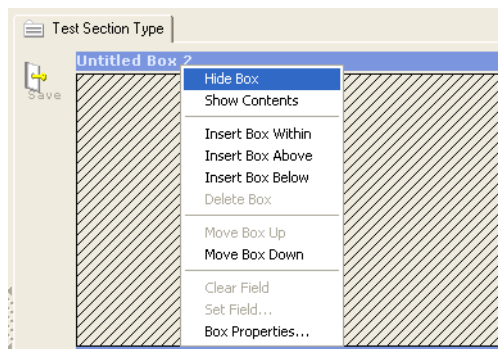 Test Section Type
Untitled Box 2
Save
Hide Box
Show Contents
Insert Box Within
Insert Box Above
Insert Box Below
Delete Box
Move Box Up
Move Box Down
Clear Field
Set Field...
Box Properties...